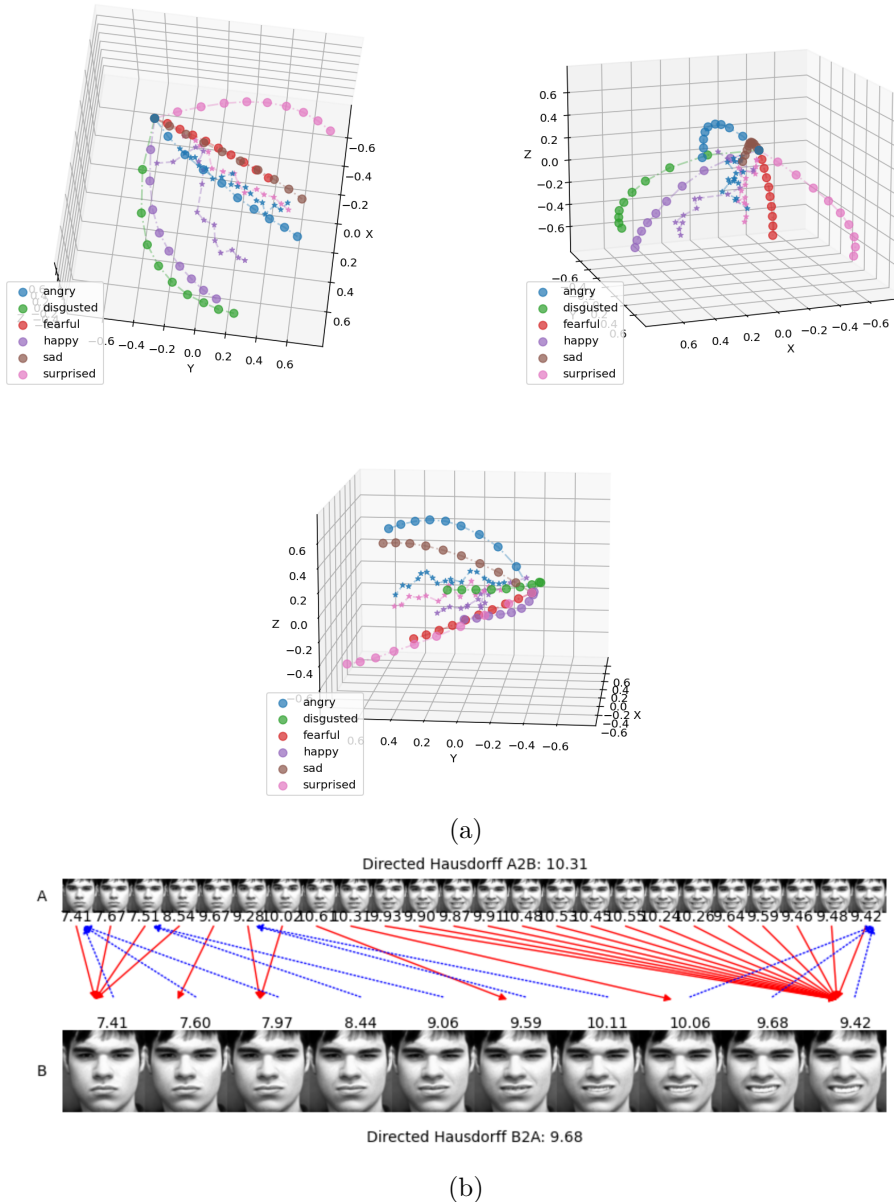 −0.6
−0.4
−0.2
0.0 X
0.2
0.4
0.6
−0.6 −0.4 −0.2 0.0 0.2 0.4 0.6
Y
angry
disgusted
fearful
happy
sad
surprised
0.6
0.4
0.2
Z 0.0
−0.2
−0.4
−0.6
0.6 0.4 0.2 0.0 −0.2 −0.4 −0.6
X
angry
disgusted
fearful
happy
sad
surprised
0.6
0.4
0.2
Z 0.0
−0.2
−0.4
0.6
0.4
0.2
0.0
−0.2 X
−0.4
−0.6
0.6 0.4 0.2 0.0 −0.2 −0.4 −0.6
Y
angry
disgusted
fearful
happy
sad
surprised
(a)
Directed Hausdorff A2B: 10.31
A
7.41 7.67 7.51 8.54 9.67 9.28 10.02 10.61 10.31 9.93 9.90 9.87 9.91 10.48 10.53 10.45 10.55 10.24 10.26 9.64 9.59 9.46 9.48 9.42
7.41 7.60 7.97 8.44 9.06 9.59 10.11 10.06 9.68 9.42
B
Directed Hausdorff B2A: 9.68
(b)